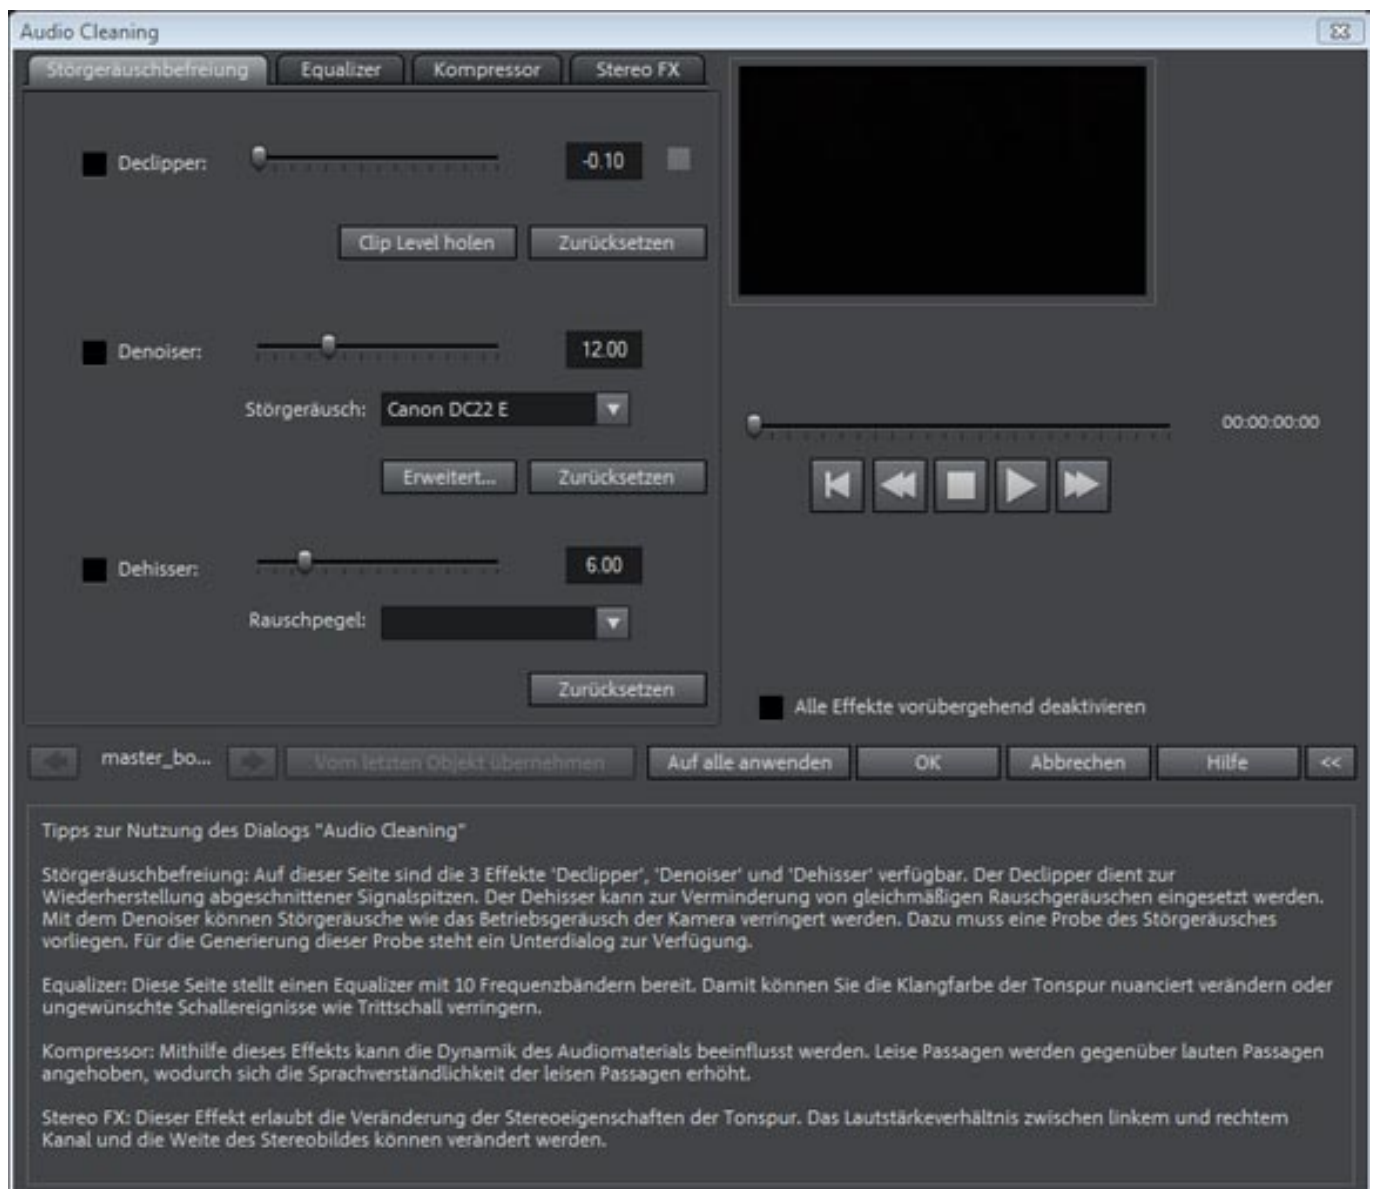 Audio Cleaning
Störgeräuschbefreiung
Equalizer
Kompressor
Stereo FX
Declipper:
-0.10
Clip Level holen
Zurücksetzen
Denoiser:
12.00
Störgeräusch:
Canon DC22 E
Erweitert...
Zurücksetzen
Dehisser:
6.00
Rauschpegel:
Zurücksetzen
00:00:00:00
Alle Effekte vorübergehend deaktivieren
master_bo...
Vom letzten Objekt übernehmen
Auf alle anwenden
OK
Abbrechen
Hilfe
<<
Tipps zur Nutzung des Dialogs "Audio Cleaning"
Störgeräuschbefreiung: Auf dieser Seite sind die 3 Effekte 'Declipper', 'Denoiser' und 'Dehisser' verfügbar. Der Declipper dient zur
Wiederherstellung abgeschnittener Signalspitzen. Der Dehisser kann zur Verminderung von gleichmäßigen Rauschgeräuschen eingesetzt werden.
Mit dem Denoiser können Störgeräusche wie das Betriebsgeräusch der Kamera verringert werden. Dazu muss eine Probe des Störgeräusches
vorliegen. Für die Generierung dieser Probe steht ein Unterdialog zur Verfügung.
Equalizer: Diese Seite stellt einen Equalizer mit 10 Frequenzbändern bereit. Damit können Sie die Klangfarbe der Tonspur nuanciert verändern oder
ungewünschte Schallereignisse wie Trittschall verringern.
Kompressor: Mithilfe dieses Effekts kann die Dynamik des Audiomaterials beeinflusst werden. Leise Passagen werden gegenüber lauten Passagen
angehoben, wodurch sich die Sprachverständlichkeit der leisen Passagen erhöht.
Stereo FX: Dieser Effekt erlaubt die Veränderung der Stereoeigenschaften der Tonspur. Das Lautstärkeverhältnis zwischen linkem und rechtem
Kanal und die Weite des Stereobildes können verändert werden.